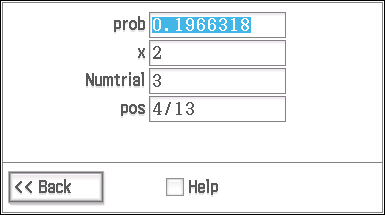 prob 0.1966318
x 2
Numtrial 3
pos 4/13
<< Back Help